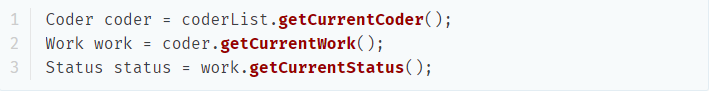 1 Coder coder = coderList.getCurrentCoder();
2 Work work = coder.getCurrentWork();
3 Status status = work.getCurrentStatus();